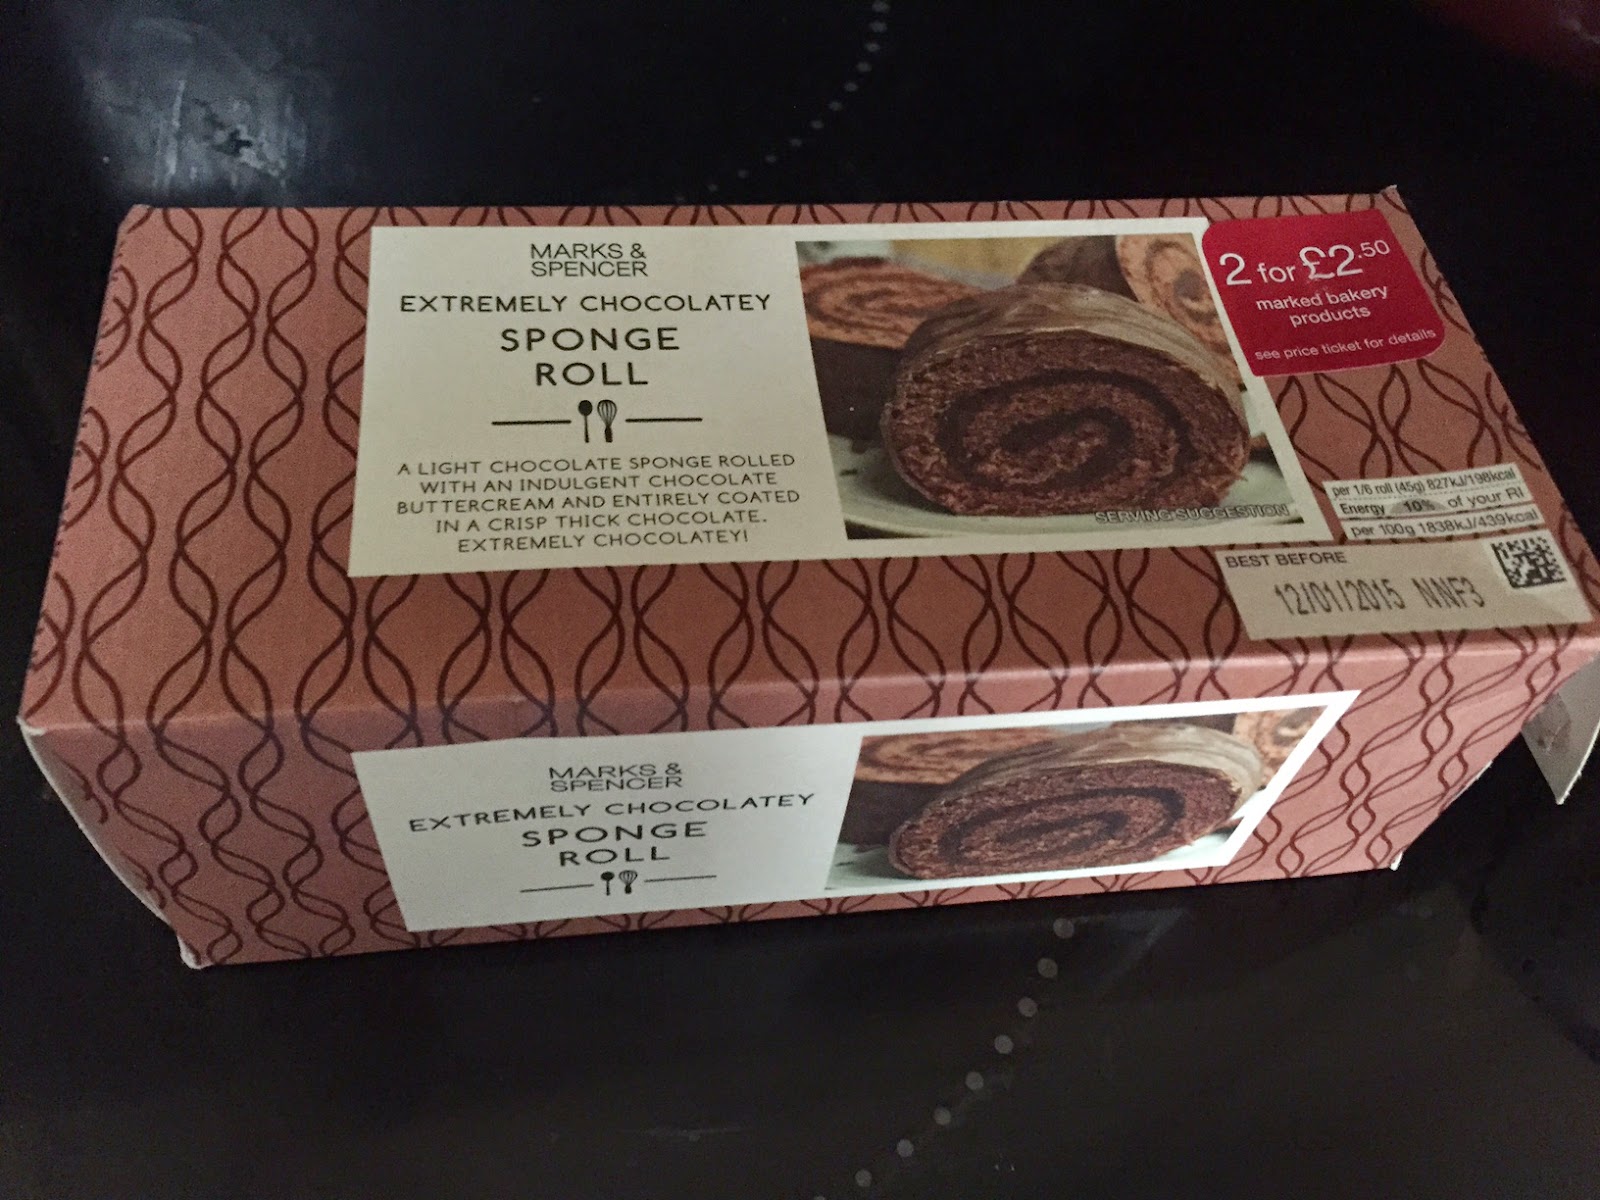 MARKS &
SPENCER
EXTREMELY CHOCOLATEY
SPONGE
ROLL
A LIGHT CHOCOLATE SPONGE ROLLED
WITH AN INDULGENT CHOCOLATE
BUTTERCREAM AND ENTIRELY COATED
IN A CRISP THICK CHOCOLATE.
EXTREMELY CHOCOLATEY!
SERVING SUGGESTION
2 for £2.50
marked bakery
products
see price ticket for details
per 1/6 roll (45g) 827kJ/198kcal
Energy 10% of your RI
per 100g 1838kJ/439kcal
BEST BEFORE
12/01/2015 NNF3
MARKS &
SPENCER
EXTREMELY CHOCOLATEY
SPONGE
ROLL